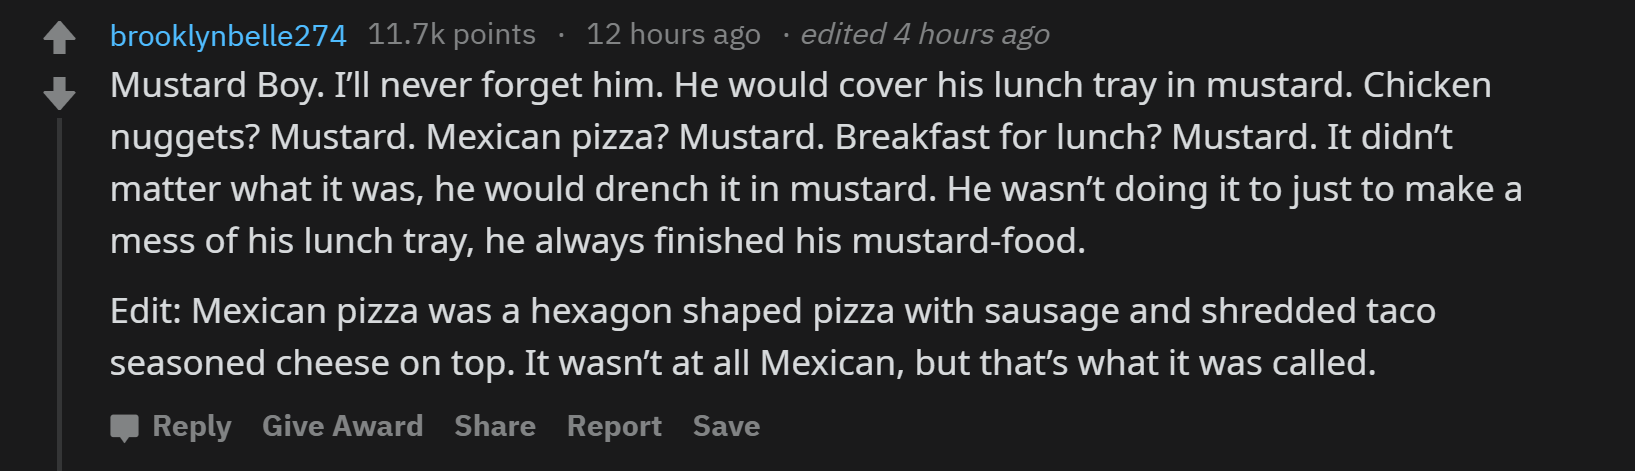 brooklynbelle274 11.7k points · 12 hours ago · edited 4 hours ago
Mustard Boy. I’ll never forget him. He would cover his lunch tray in mustard. Chicken
nuggets? Mustard. Mexican pizza? Mustard. Breakfast for lunch? Mustard. It didn’t
matter what it was, he would drench it in mustard. He wasn’t doing it to just to make a
mess of his lunch tray, he always finished his mustard-food.
Edit: Mexican pizza was a hexagon shaped pizza with sausage and shredded taco
seasoned cheese on top. It wasn’t at all Mexican, but that’s what it was called.
Reply Give Award Share Report Save